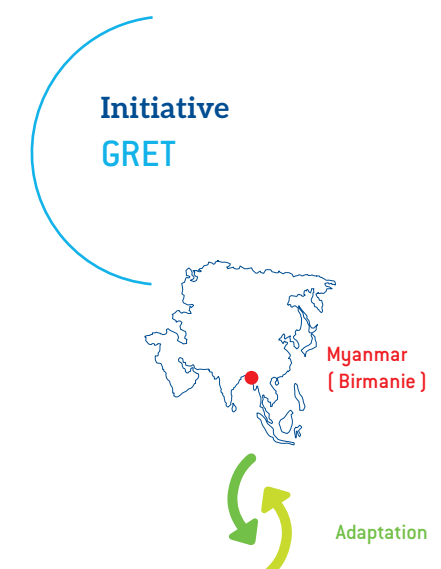 Initiative
GRET
Myanmar
( Birmanie )
Adaptation